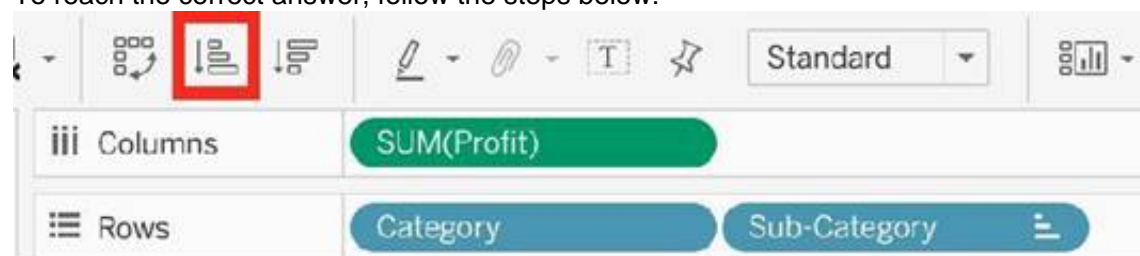 To reach the correct answer, follow the steps below:
T Standard
Columns SUM(Profit)
Rows Category Sub-Category